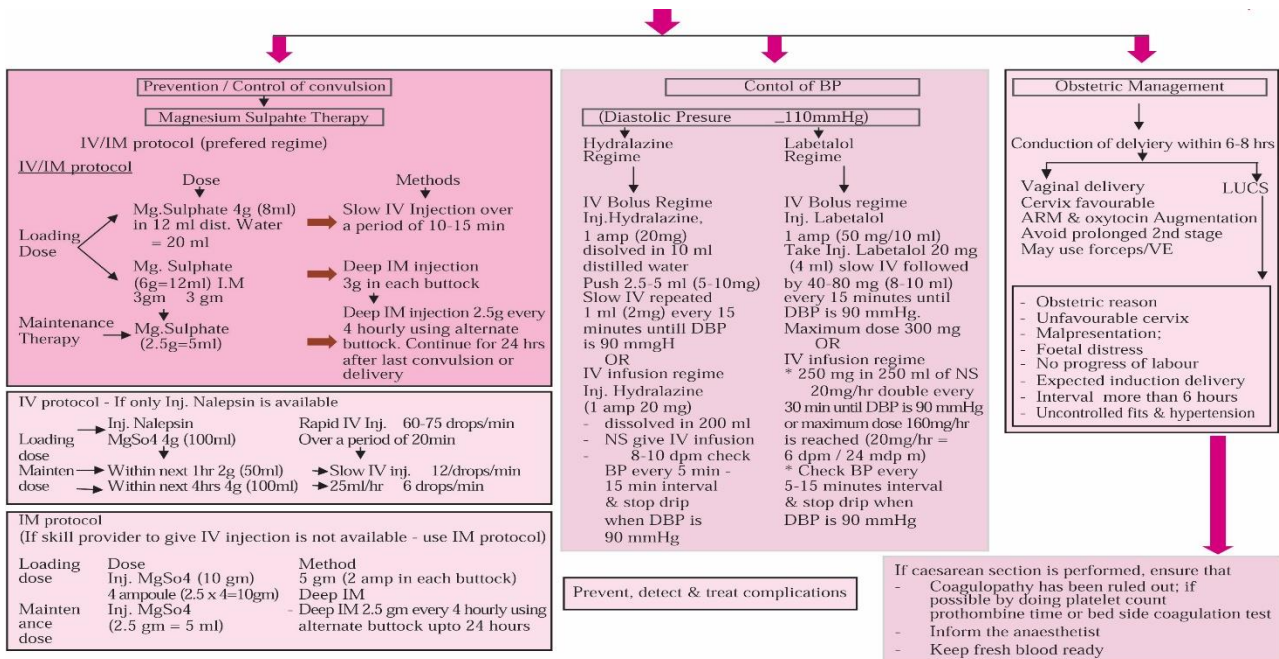 Prevention / Control of convulsion
Magnesium Sulpahte Therapy
IV/IM protocol (prefered regime)
IV/IM protocol
Dose
Methods
Loading
Dose
Mg.Sulphate 4g (8ml)
in 12 ml dist. Water
= 20 ml
Slow IV Injection over
a period of 10-15 min
Mg. Sulphate
(6g=12ml) I.M
3gm 3 gm
Deep IM injection
3g in each buttock
Maintenance
Therapy
Mg.Sulphate
(2.5g=5ml)
Deep IM injection 2.5g every
4 hourly using alternate
buttock. Continue for 24 hrs
after last convulsion or
delivery
IV protocol - If only Inj. Nalepsin is available
Loading
dose
Inj. Nalepsin
MgSo4 4g (100ml)
Rapid IV Inj. 60-75 drops/min
Over a period of 20min
Mainten
dose
Within next 1hr 2g (50ml)
Slow IV inj. 12/drops/min
Within next 4hrs 4g (100ml)
25ml/hr 6 drops/min
IM protocol
(If skill provider to give IV injection is not available - use IM protocol)
Loading
dose
Dose
Inj. MgSo4 (10 gm)
4 ampoule (2.5 x 4=10gm)
Method
5 gm (2 amp in each buttock)
Deep IM
Mainten
ance
dose
Inj. MgSo4
(2.5 gm = 5 ml)
- Deep IM 2.5 gm every 4 hourly using
alternate buttock upto 24 hours
Contol of BP
(Diastolic Presure _110mmHg)
Hydralazine
Regime
IV Bolus Regime
Inj.Hydralazine,
1 amp (20mg)
disolved in 10 ml
distilled water
Push 2.5-5 ml (5-10mg)
Slow IV repeated
1 ml (2mg) every 15
minutes untill DBP
is 90 mmgH
OR
IV infusion regime
Inj. Hydralazine
(1 amp 20 mg)
- dissolved in 200 ml
- NS give IV infusion
- 8-10 dpm check
BP every 5 min -
15 min interval
& stop drip
when DBP is
90 mmHg
Labetalol
Regime
IV Bolus regime
Inj. Labetalol
1 amp (50 mg/10 ml)
Take Inj. Labetalol 20 mg
(4 ml) slow IV followed
by 40-80 mg (8-10 ml)
every 15 minutes until
DBP is 90 mmHg.
Maximum dose 300 mg
OR
IV infusion regime
* 250 mg in 250 ml of NS
20mg/hr double every
30 min until DBP is 90 mmHg
or maximum dose 160mg/hr
is reached (20mg/hr =
6 dpm / 24 mdp m)
* Check BP every
5-15 minutes interval
& stop drip when
DBP is 90 mmHg
Prevent, detect & treat complications
Obstetric Management
Conduction of delviery within 6-8 hrs
Vaginal delivery
Cervix favourable
ARM & oxytocin Augmentation
Avoid prolonged 2nd stage
May use forceps/VE
LUCS
- Obstetric reason
- Unfavourable cervix
- Malpresentation;
- Foetal distress
- No progress of labour
- Expected induction delivery
- Interval more than 6 hours
- Uncontrolled fits & hypertension
If caesarean section is performed, ensure that
- Coagulopathy has been ruled out; if
possible by doing platelet count
prothombine time or bed side coagulation test
- Inform the anaesthetist
- Keep fresh blood ready